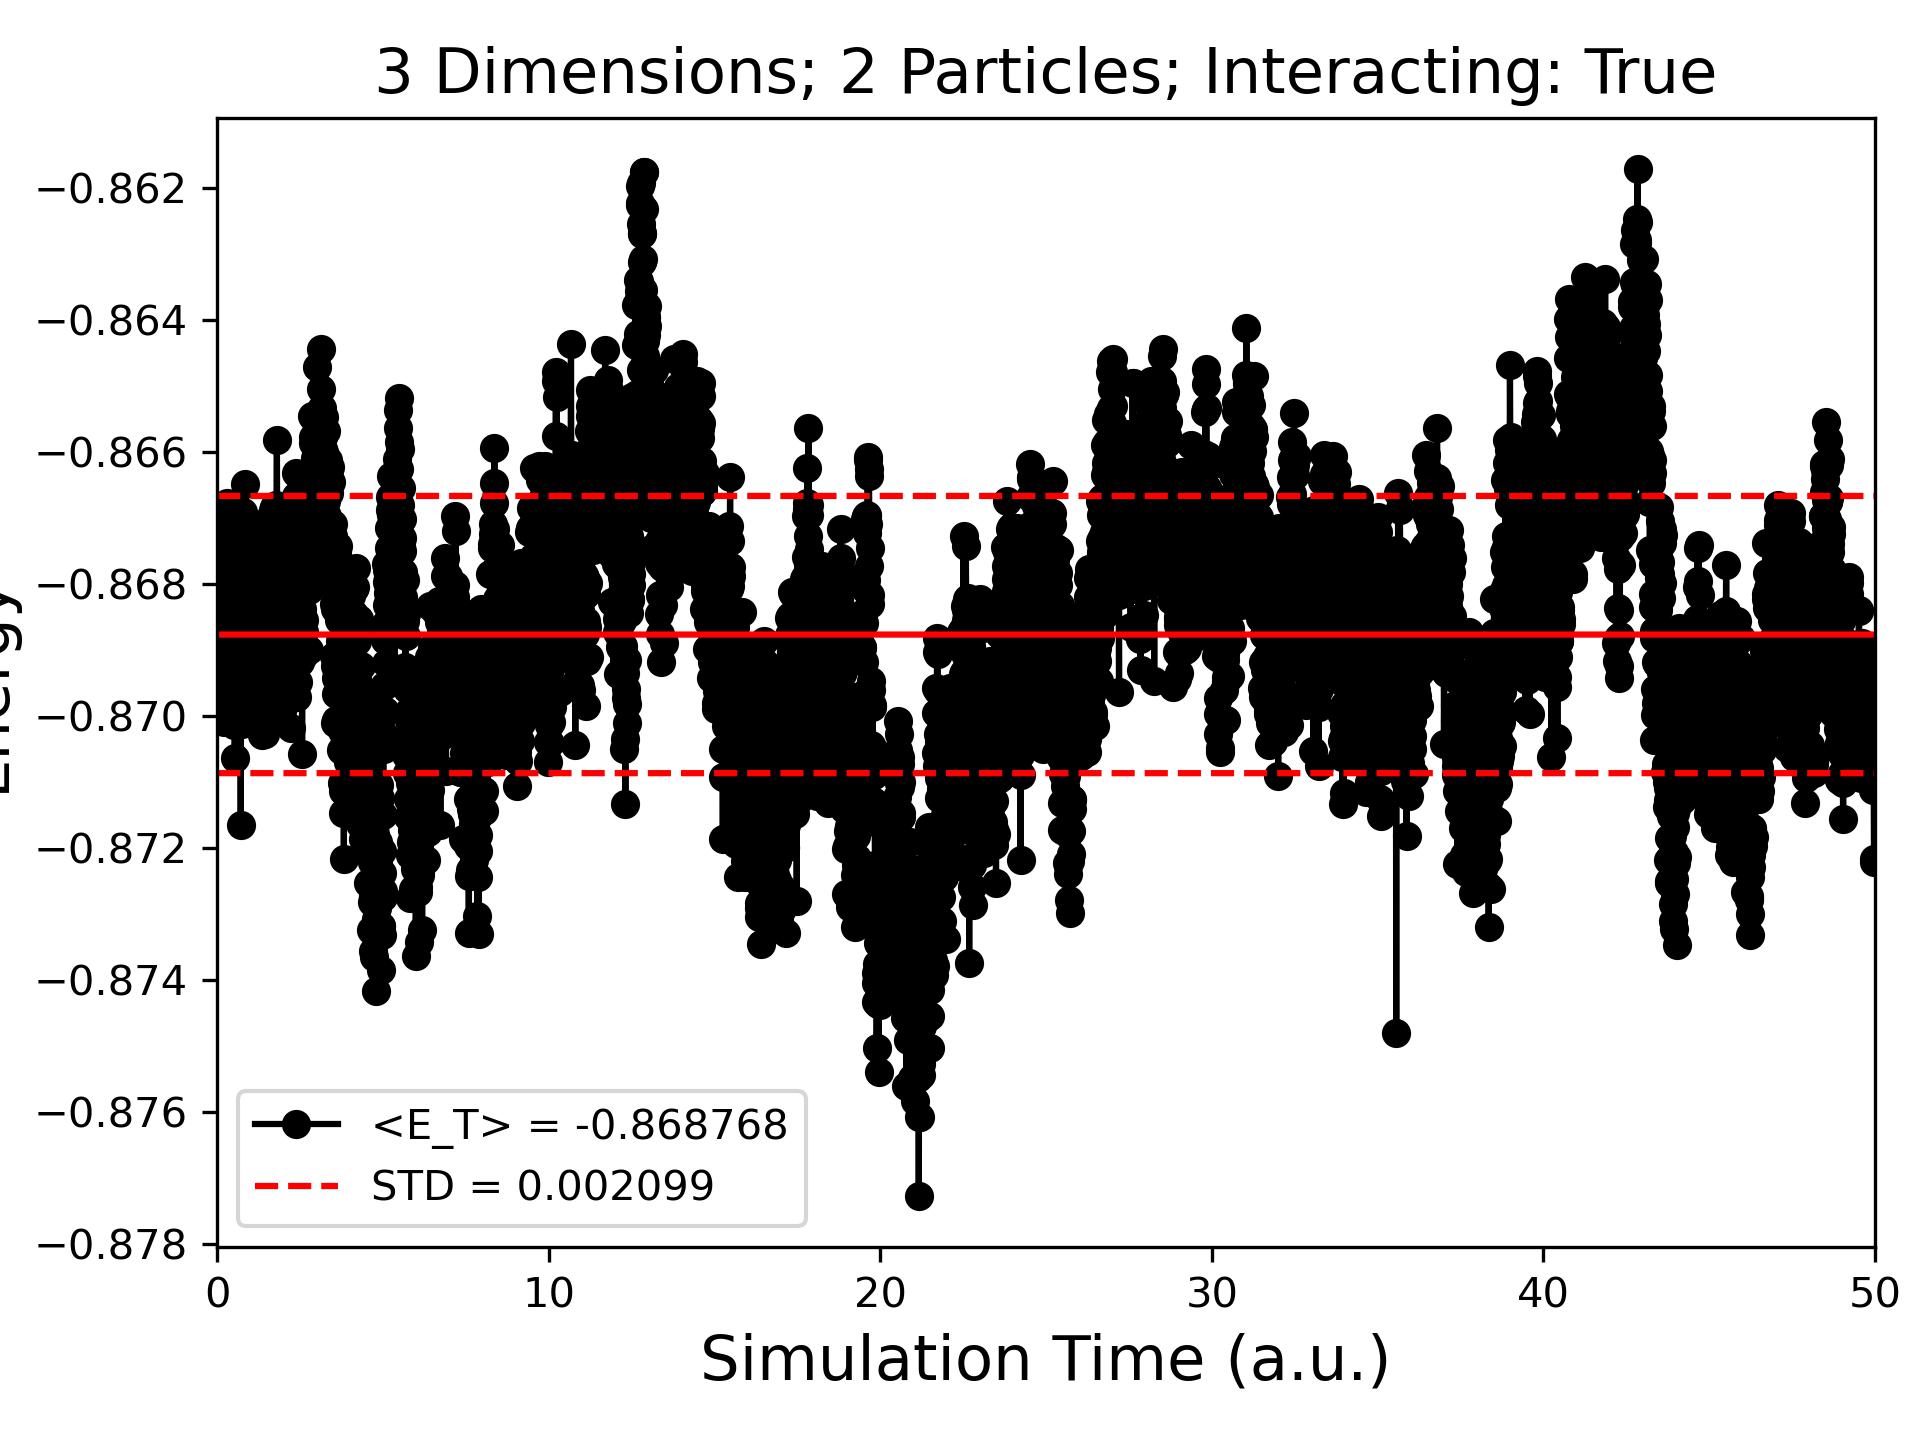 3 Dimensions; 2 Particles; Interacting: True
−0.862
−0.864
−0.866
−0.868
−0.870
−0.872
−0.874
−0.876
−0.878
Energy
<E_T> = -0.868768
STD = 0.002099
0 10 20 30 40 50
Simulation Time (a.u.)